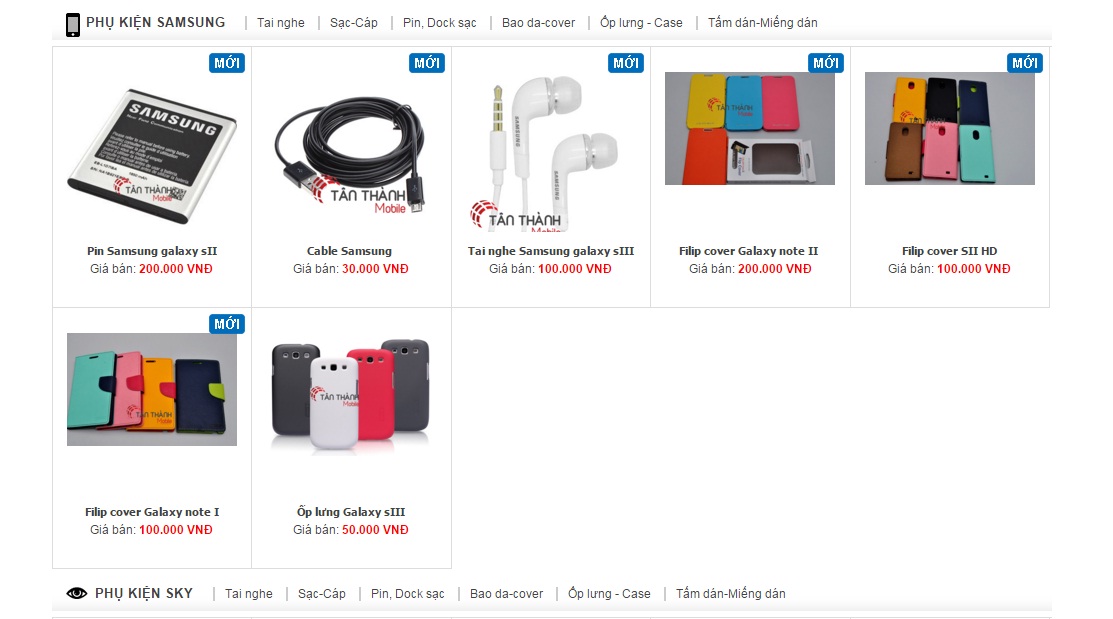 PHỤ KIỆN SAMSUNG | Tai nghe | Sạc-Cáp | Pin, Dock sạc | Bao da-cover | Ốp lưng - Case | Tấm dán-Miếng dán
MỚI MỚI MỚI MỚI MỚI
SAMSUNG
TÂN THÀNH
TÂN THÀNH
Mobile
SAMSUNG
SAMSUNG
TÂN THÀNH
Mobile
TÂN THÀNH
Mobile
TÂN THÀNH
Mobile
Pin Samsung galaxy sII
Giá bán: 200.000 VNĐ
Cable Samsung
Giá bán: 30.000 VNĐ
Tai nghe Samsung galaxy sIII
Giá bán: 100.000 VNĐ
Filip cover Galaxy note II
Giá bán: 200.000 VNĐ
Filip cover SII HD
Giá bán: 100.000 VNĐ
MỚI
TÂN THÀNH
Mobile
TÂN THÀNH
Mobile
Filip cover Galaxy note I
Giá bán: 100.000 VNĐ
Ốp lưng Galaxy sIII
Giá bán: 50.000 VNĐ
PHỤ KIỆN SKY | Tai nghe | Sạc-Cáp | Pin, Dock sạc | Bao da-cover | Ốp lưng - Case | Tấm dán-Miếng dán